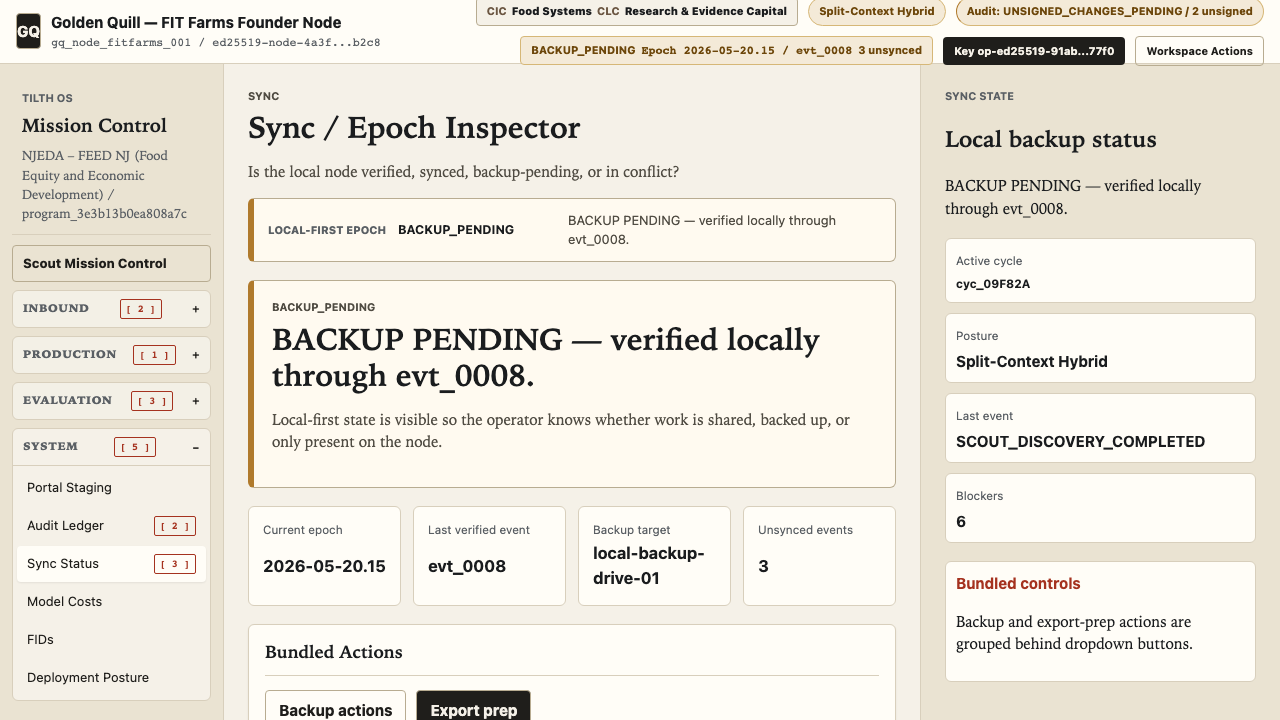 GQ
Golden Quill — FIT Farms Founder Node
gq_node_fitfarms_001 / ed25519-node-4a3f...b2c8
CIC Food Systems CLC Research & Evidence Capital
Split-Context Hybrid
Audit: UNSIGNED_CHANGES_PENDING / 2 unsigned
BACKUP_PENDING Epoch 2026-05-20.15 / evt_0008 3 unsynced
Key op-ed25519-91ab...77f0
Workspace Actions
TILTH OS
Mission Control
NJEDA – FEED NJ (Food
Equity and Economic
Development) /
program_3e3b13b0ea808a7c
Scout Mission Control
INBOUND [ 2 ] +
PRODUCTION [ 1 ] +
EVALUATION [ 3 ] +
SYSTEM [ 5 ] –
Portal Staging
Audit Ledger [ 2 ]
Sync Status [ 3 ]
Model Costs
FIDs
Deployment Posture
SYNC
Sync / Epoch Inspector
Is the local node verified, synced, backup-pending, or in conflict?
LOCAL-FIRST EPOCH BACKUP_PENDING
BACKUP PENDING — verified locally through
evt_0008.
BACKUP_PENDING
BACKUP PENDING — verified locally
through evt_0008.
Local-first state is visible so the operator knows whether work is shared, backed up, or
only present on the node.
Current epoch
2026-05-20.15
Last verified event
evt_0008
Backup target
local-backup-
drive-01
Unsynced events
3
Bundled Actions
Backup actions
Export prep
SYNC STATE
Local backup status
BACKUP PENDING — verified locally
through evt_0008.
Active cycle
cyc_09F82A
Posture
Split-Context Hybrid
Last event
SCOUT_DISCOVERY_COMPLETED
Blockers
6
Bundled controls
Backup and export-prep actions are
grouped behind dropdown buttons.